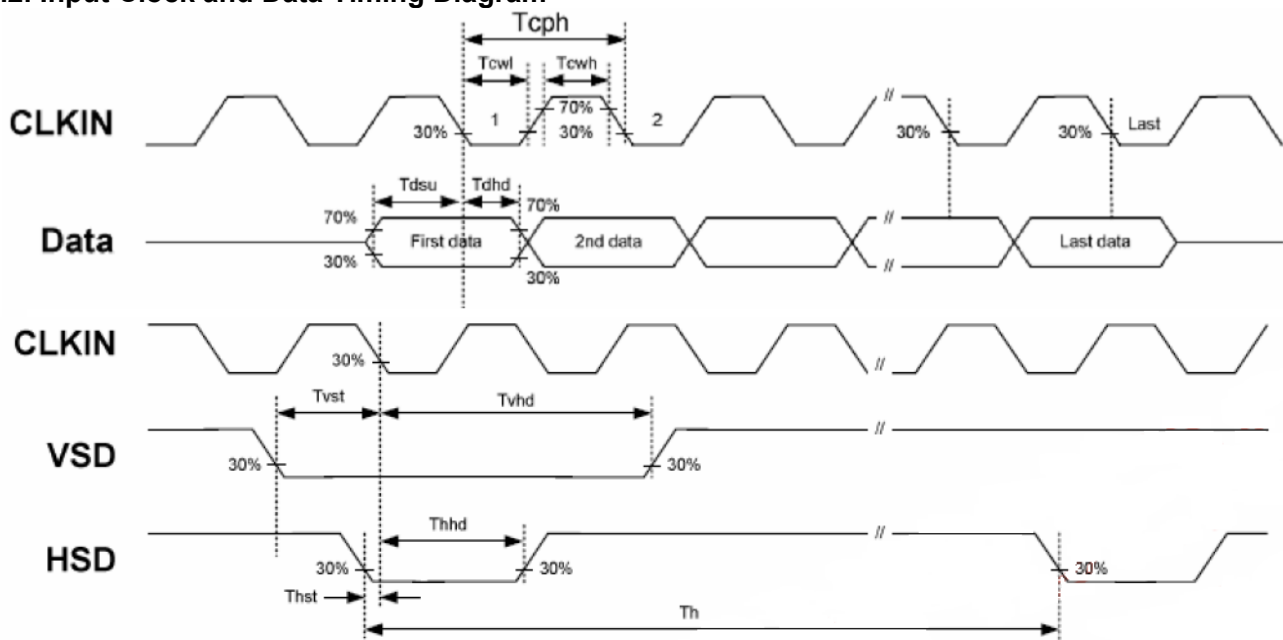 .2. Input Clock and Data Timing Diagram
Tcph
Tcwl Tcwh
CLKIN 30% 1 70% 30% 2 // 30% 30% Last
Tdsu Tdhd
70% 70%
Data First data 2nd data // // Last data
30% 30%
CLKIN 30% //
Tvst Tvhd
VSD 30% 30% //
Thhd
HSD 30% 30% // 30%
Thst
Th